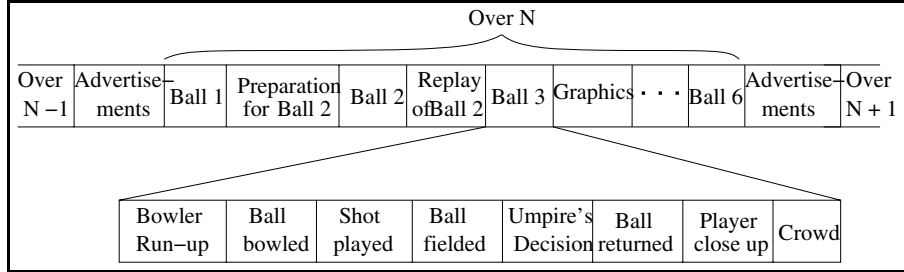 Over N
Over
N −1
Advertise-
ments
Ball 1
Preparation
for Ball 2
Ball 2
Replay
ofBall 2
Ball 3
Graphics
. . .
Ball 6
Advertise-
ments
Over
N + 1
Bowler
Run−up
Ball
bowled
Shot
played
Ball
fielded
Umpire's
Decision
Ball
returned
Player
close up
Crowd